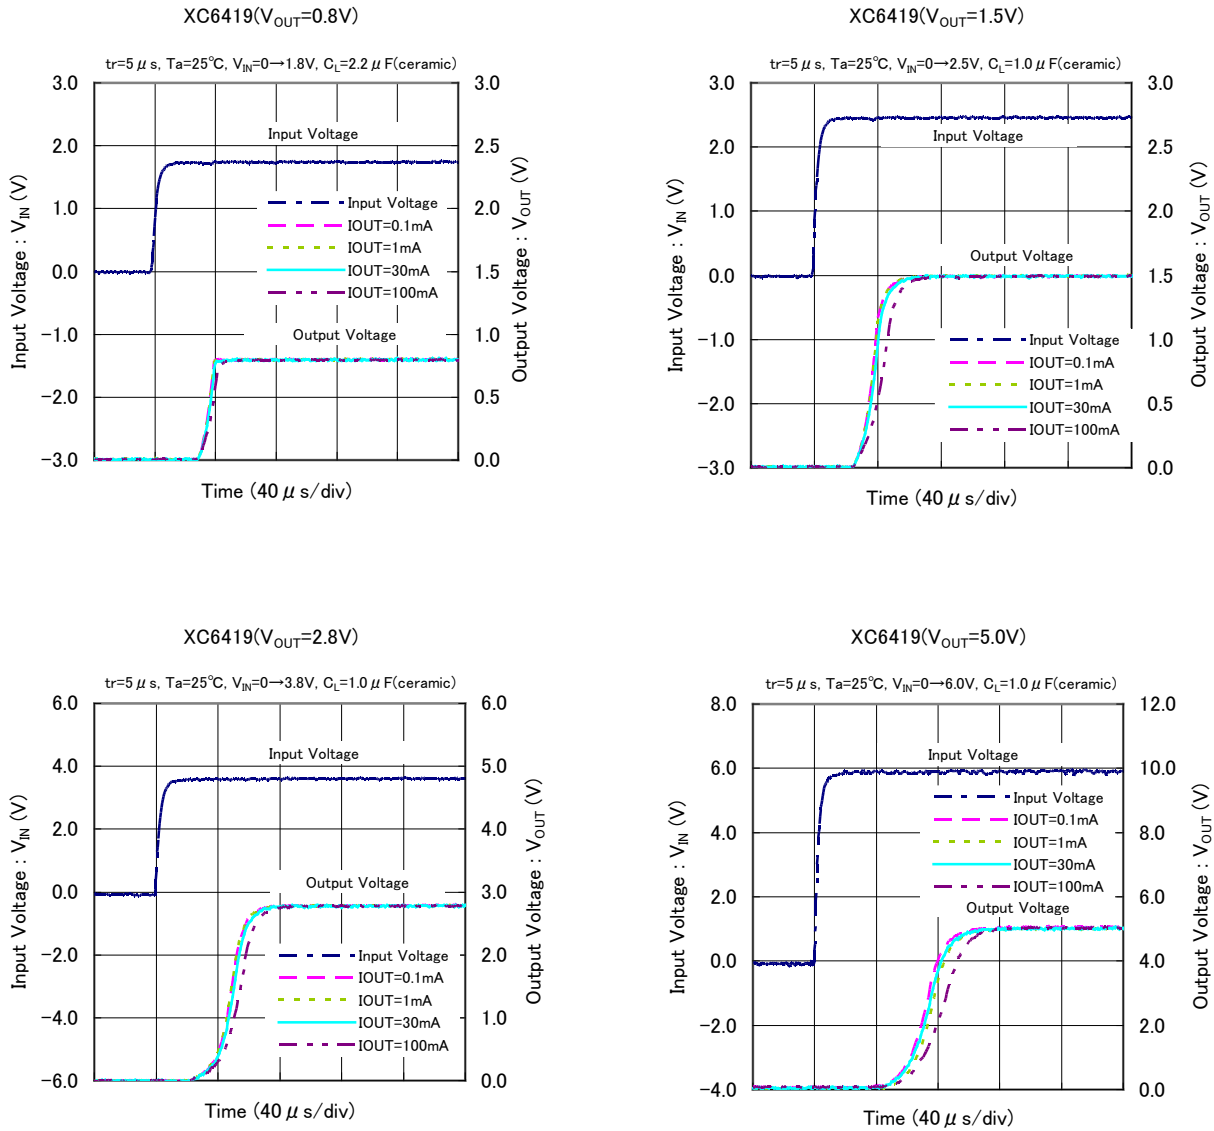 XC6419(VOUT=0.8V)
tr=5μs, Ta=25℃, VIN=0→1.8V, CL=2.2μF(ceramic)
3.0
2.0
1.0
0.0
-1.0
-2.0
-3.0
Input Voltage : VIN (V)
3.0
2.5
2.0
1.5
1.0
0.5
0.0
Output Voltage : VOUT (V)
Input Voltage
Input Voltage
IOUT=0.1mA
IOUT=1mA
IOUT=30mA
IOUT=100mA
Output Voltage
Time (40μs/div)
XC6419(VOUT=1.5V)
tr=5μs, Ta=25℃, VIN=0→2.5V, CL=1.0μF(ceramic)
3.0
2.0
1.0
0.0
-1.0
-2.0
-3.0
Input Voltage : VIN (V)
3.0
2.5
2.0
1.5
1.0
0.5
0.0
Output Voltage : VOUT (V)
Input Voltage
Output Voltage
Input Voltage
IOUT=0.1mA
IOUT=1mA
IOUT=30mA
IOUT=100mA
Time (40μs/div)
XC6419(VOUT=2.8V)
tr=5μs, Ta=25℃, VIN=0→3.8V, CL=1.0μF(ceramic)
6.0
4.0
2.0
0.0
-2.0
-4.0
-6.0
Input Voltage : VIN (V)
6.0
5.0
4.0
3.0
2.0
1.0
0.0
Output Voltage : VOUT (V)
Input Voltage
Output Voltage
Input Voltage
IOUT=0.1mA
IOUT=1mA
IOUT=30mA
IOUT=100mA
Time (40μs/div)
XC6419(VOUT=5.0V)
tr=5μs, Ta=25℃, VIN=0→6.0V, CL=1.0μF(ceramic)
8.0
6.0
4.0
2.0
0.0
-2.0
-4.0
Input Voltage : VIN (V)
12.0
10.0
8.0
6.0
4.0
2.0
0.0
Output Voltage : VOUT (V)
Input Voltage
Input Voltage
IOUT=0.1mA
IOUT=1mA
IOUT=30mA
IOUT=100mA
Output Voltage
Time (40μs/div)